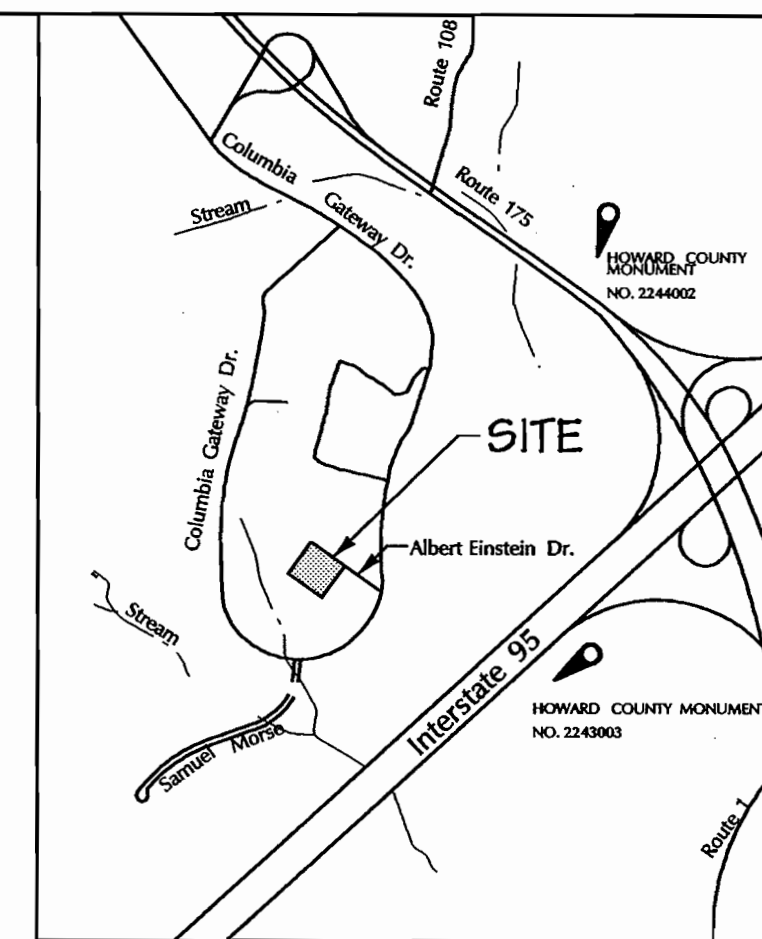 Route 108
Columbia Gateway Dr.
Route 175
Stream
HOWARD COUNTY
MONUMENT
NO. 2244002
Columbia Gateway Dr.
SITE
Albert Einstein Dr.
Stream
Interstate 95
HOWARD COUNTY MONUMENT
NO. 2243003
Samuel Morse
Route 1